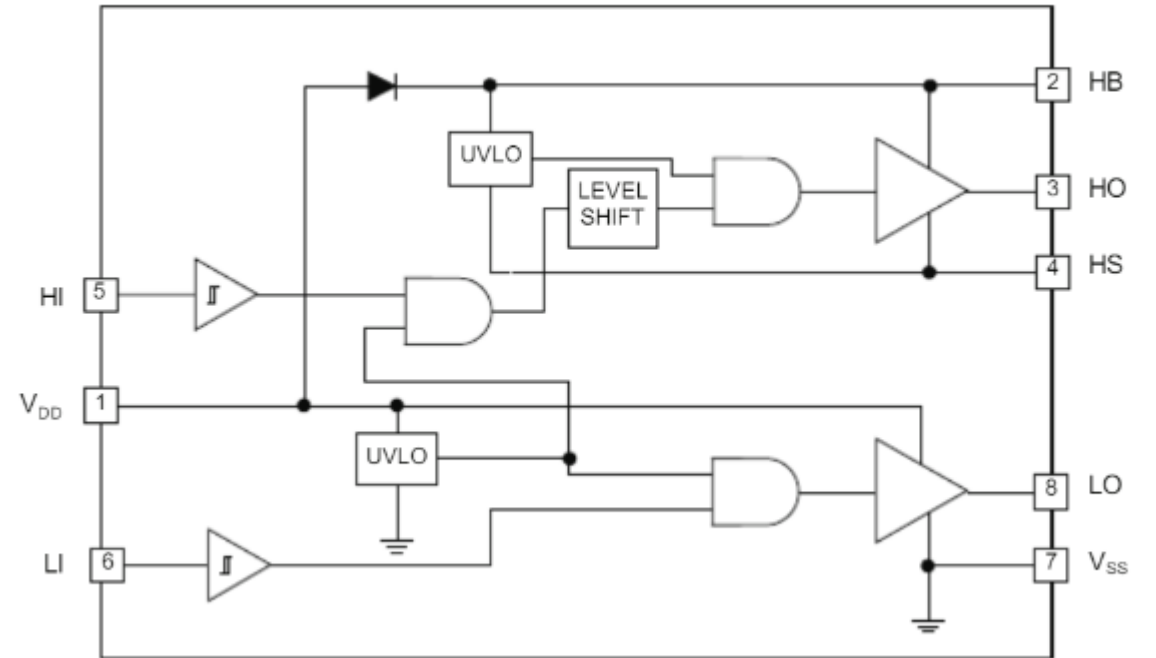 2 HB
UVLO
LEVEL
SHIFT
3 HO
4 HS
HI 5
VDD 1
UVLO
8 LO
LI 6
7 VSS